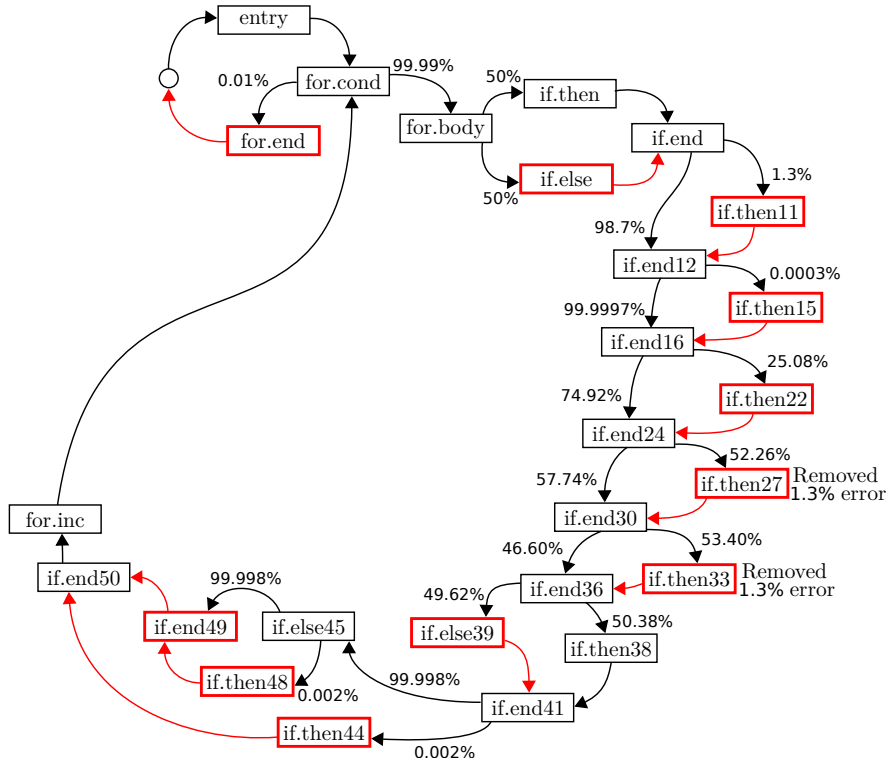 entry
99.99%
for.cond
0.01%
50%
if.then
for.body
if.end
for.end
1.3%
if.else
50%
if.then11
98.7%
if.end12
0.0003%
99.9997%
if.then15
if.end16
25.08%
74.92%
if.then22
if.end24
52.26%
57.74%
if.then27
Removed
1.3% error
for.inc
if.end30
53.40%
46.60%
if.end50
99.998%
49.62%
if.end36
if.then33
Removed
1.3% error
if.end49
if.else45
if.else39
50.38%
if.then38
if.then48
0.002%
99.998%
if.end41
if.then44
0.002%